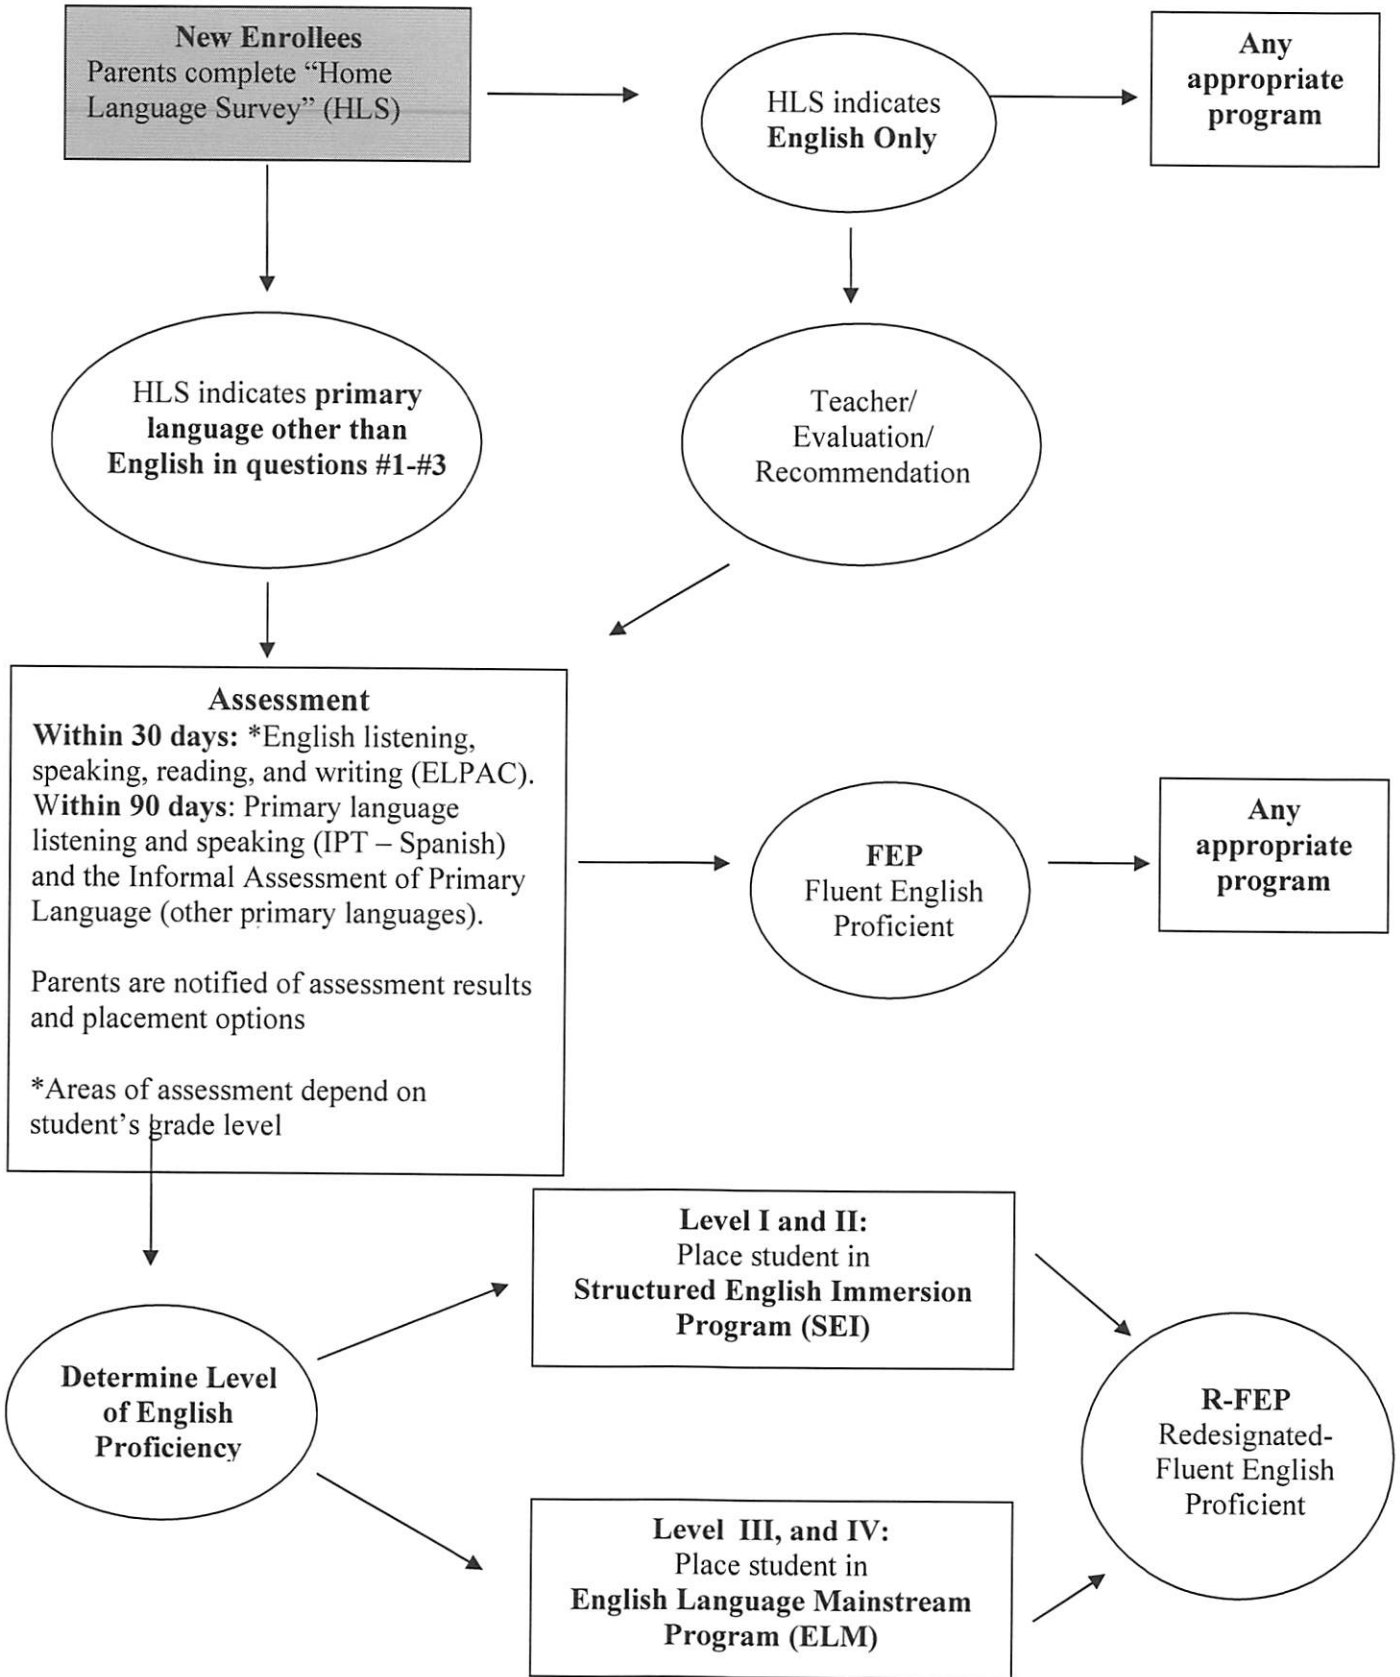 New Enrollees
Parents complete “Home
Language Survey” (HLS)
HLS indicates
English Only
Any
appropriate
program
HLS indicates primary
language other than
English in questions #1-#3
Teacher/
Evaluation/
Recommendation
Assessment
Within 30 days: *English listening,
speaking, reading, and writing (ELPAC).
Within 90 days: Primary language
listening and speaking (IPT – Spanish)
and the Informal Assessment of Primary
Language (other primary languages).
Parents are notified of assessment results
and placement options
*Areas of assessment depend on
student’s grade level
FEP
Fluent English
Proficient
Any
appropriate
program
Determine Level
of English
Proficiency
Level I and II:
Place student in
Structured English Immersion
Program (SEI)
Level III, and IV:
Place student in
English Language Mainstream
Program (ELM)
R-FEP
Redesignated-
Fluent English
Proficient